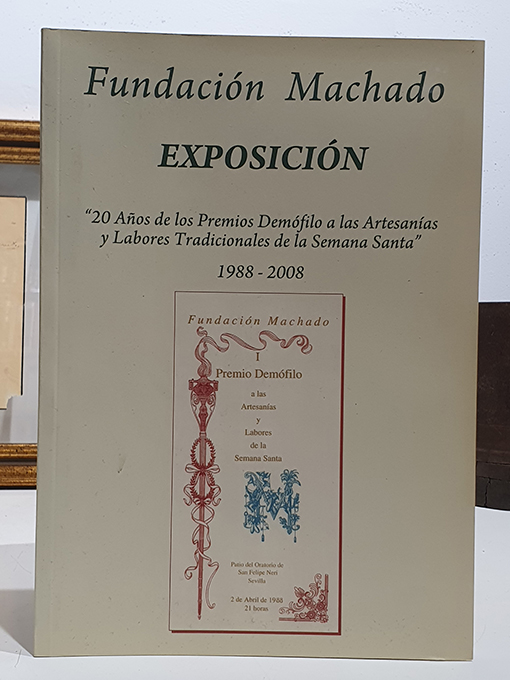 Fundación Machado
EXPOSICIÓN
“20 Años de los Premios Demófilo a las Artesanías
y Labores Tradicionales de la Semana Santa”
1988 - 2008
Fundación Machado
I
Premio Demófilo
a las
Artesanías
y
Labores
de la
Semana Santa
M
Patio del Oratorio de
San Felipe Neri
Sevilla
2 de Abril de 1988
21 horas